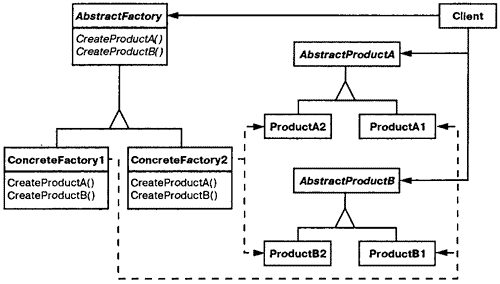 AbstractFactory
CreateProductA()
CreateProductB()
Client
AbstractProductA
ProductA2
ProductA1
ConcreteFactory1
CreateProductA()
CreateProductB()
ConcreteFactory2
CreateProductA()
CreateProductB()
AbstractProductB
ProductB2
ProductB1